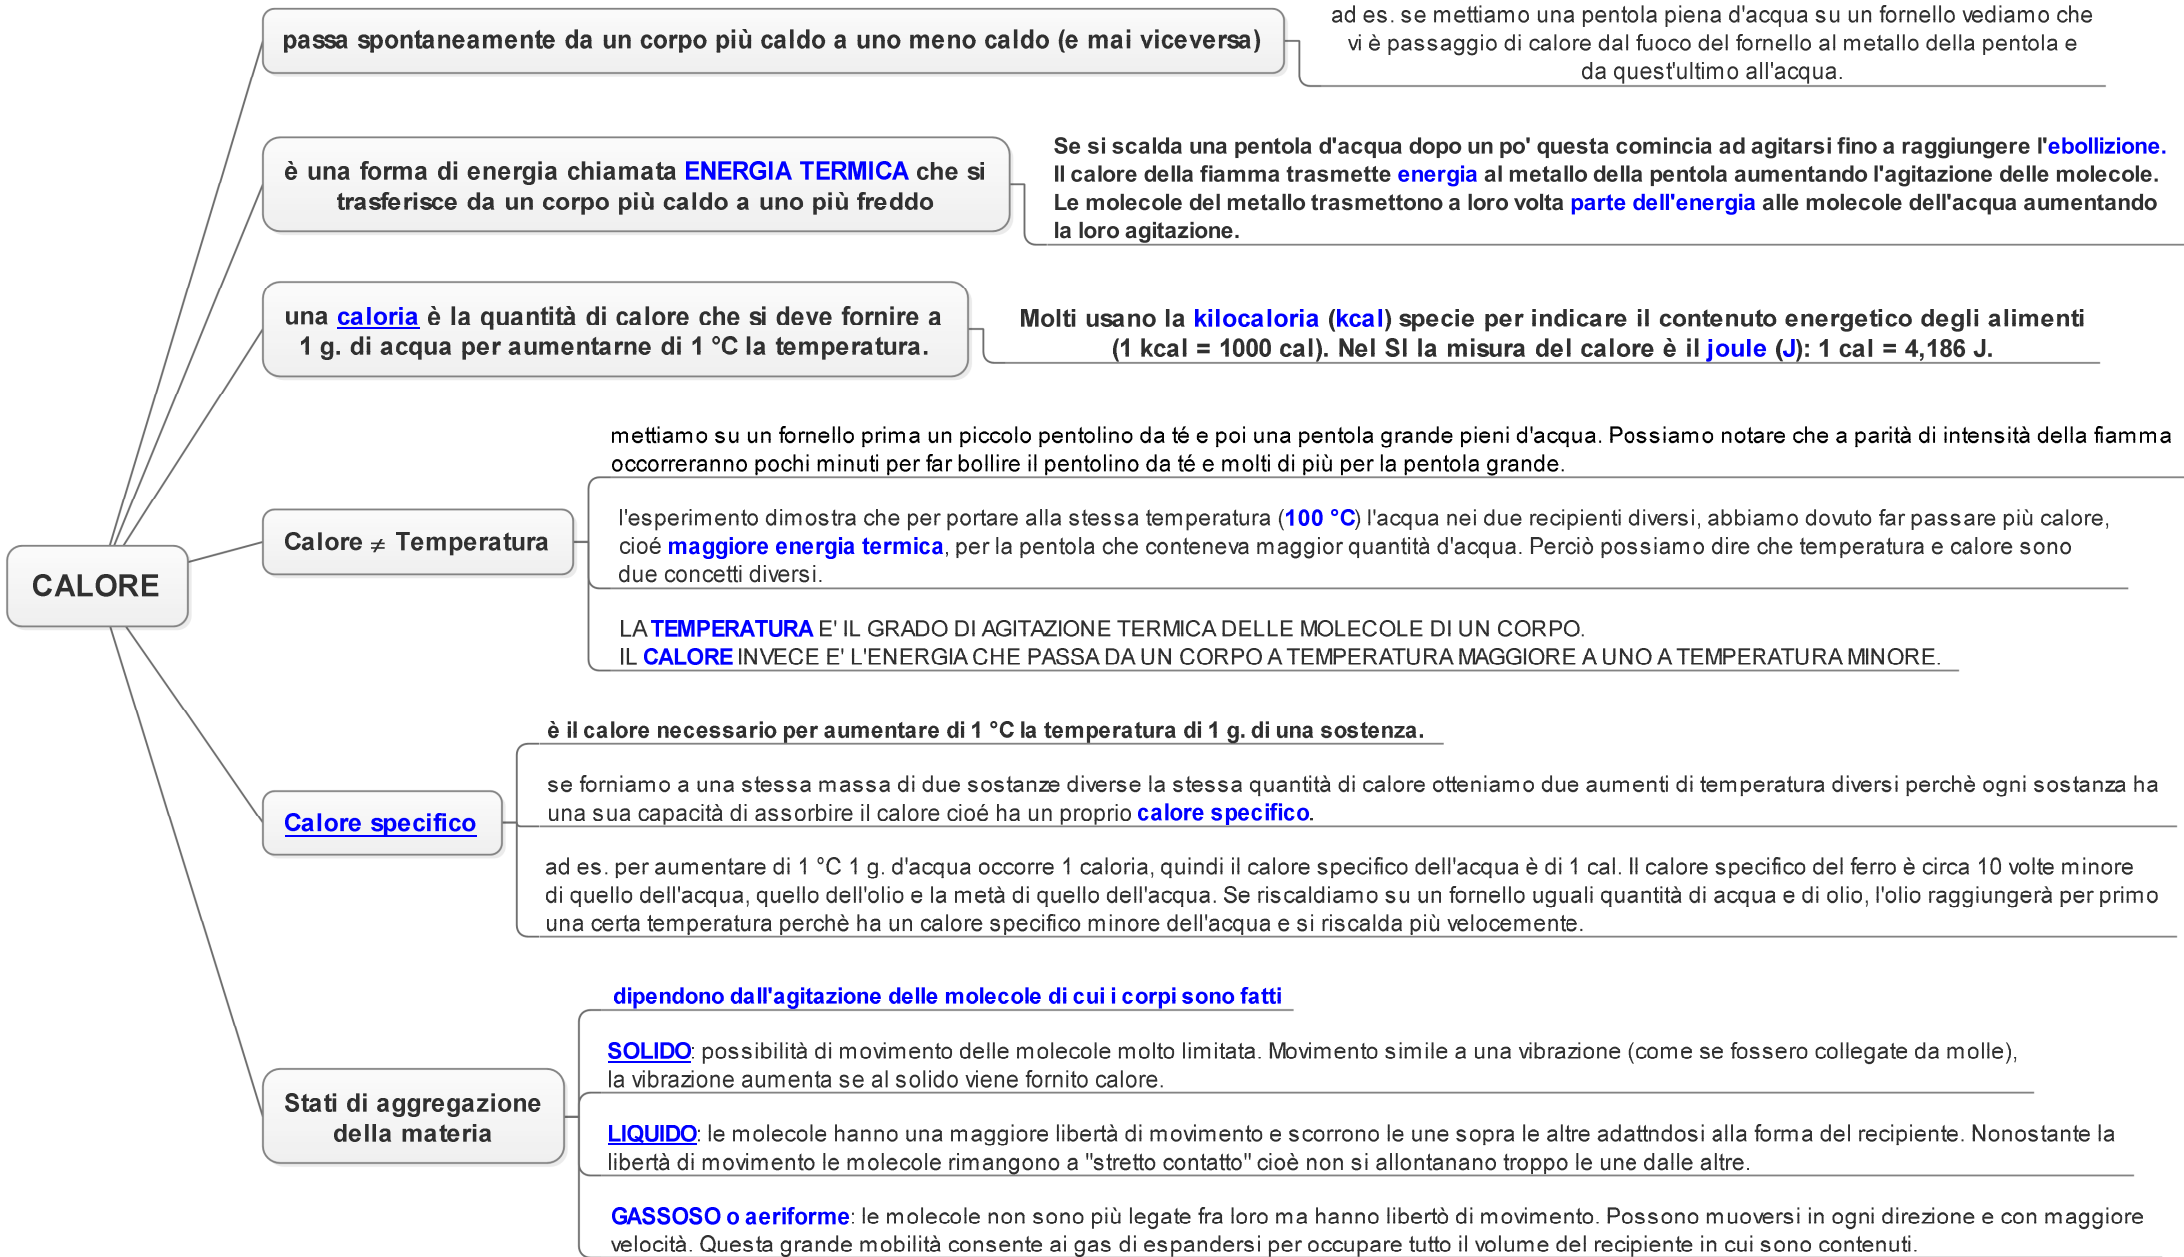 passa spontaneamente da un corpo più caldo a uno meno caldo (e mai viceversa)
ad es. se mettiamo una pentola piena d'acqua su un fornello vediamo che
vi è passaggio di calore dal fuoco del fornello al metallo della pentola e
da quest'ultimo all'acqua.
è una forma di energia chiamata ENERGIA TERMICA che si
trasferisce da un corpo più caldo a uno più freddo
Se si scalda una pentola d'acqua dopo un po' questa comincia ad agitarsi fino a raggiungere l'ebollizione.
Il calore della fiamma trasmette energia al metallo della pentola aumentando l'agitazione delle molecole.
Le molecole del metallo trasmettono a loro volta parte dell'energia alle molecole dell'acqua aumentando
la loro agitazione.
una caloria è la quantità di calore che si deve fornire a
1 g. di acqua per aumentarne di 1 °C la temperatura.
Molti usano la kilocaloria (kcal) specie per indicare il contenuto energetico degli alimenti
(1 kcal = 1000 cal). Nel SI la misura del calore è il joule (J): 1 cal = 4,186 J.
CALORE
Calore ≠ Temperatura
mettiamo su un fornello prima un piccolo pentolino da té e poi una pentola grande pieni d'acqua. Possiamo notare che a parità di intensità della fiamma
occorreranno pochi minuti per far bollire il pentolino da té e molti di più per la pentola grande.
l'esperimento dimostra che per portare alla stessa temperatura (100 °C) l'acqua nei due recipienti diversi, abbiamo dovuto far passare più calore,
cioé maggiore energia termica, per la pentola che conteneva maggior quantità d'acqua. Perciò possiamo dire che temperatura e calore sono
due concetti diversi.
LA TEMPERATURA E' IL GRADO DI AGITAZIONE TERMICA DELLE MOLECOLE DI UN CORPO.
IL CALORE INVECE E' L'ENERGIA CHE PASSA DA UN CORPO A TEMPERATURA MAGGIORE A UNO A TEMPERATURA MINORE.
Calore specifico
è il calore necessario per aumentare di 1 °C la temperatura di 1 g. di una sostenza.
se forniamo a una stessa massa di due sostanze diverse la stessa quantità di calore otteniamo due aumenti di temperatura diversi perchè ogni sostanza ha
una sua capacità di assorbire il calore cioé ha un proprio calore specifico.
ad es. per aumentare di 1 °C 1 g. d'acqua occorre 1 caloria, quindi il calore specifico dell'acqua è di 1 cal. Il calore specifico del ferro è circa 10 volte minore
di quello dell'acqua, quello dell'olio e la metà di quello dell'acqua. Se riscaldiamo su un fornello uguali quantità di acqua e di olio, l'olio raggiungerà per primo
una certa temperatura perchè ha un calore specifico minore dell'acqua e si riscalda più velocemente.
Stati di aggregazione
della materia
dipendono dall'agitazione delle molecole di cui i corpi sono fatti
SOLIDO: possibilità di movimento delle molecole molto limitata. Movimento simile a una vibrazione (come se fossero collegate da molle),
la vibrazione aumenta se al solido viene fornito calore.
LIQUIDO: le molecole hanno una maggiore libertà di movimento e scorrono le une sopra le altre adattndosi alla forma del recipiente. Nonostante la
libertà di movimento le molecole rimangono a "stretto contatto" cioè non si allontanano troppo le une dalle altre.
GASSOSO o aeriforme: le molecole non sono più legate fra loro ma hanno libertò di movimento. Possono muoversi in ogni direzione e con maggiore
velocità. Questa grande mobilità consente ai gas di espandersi per occupare tutto il volume del recipiente in cui sono contenuti.